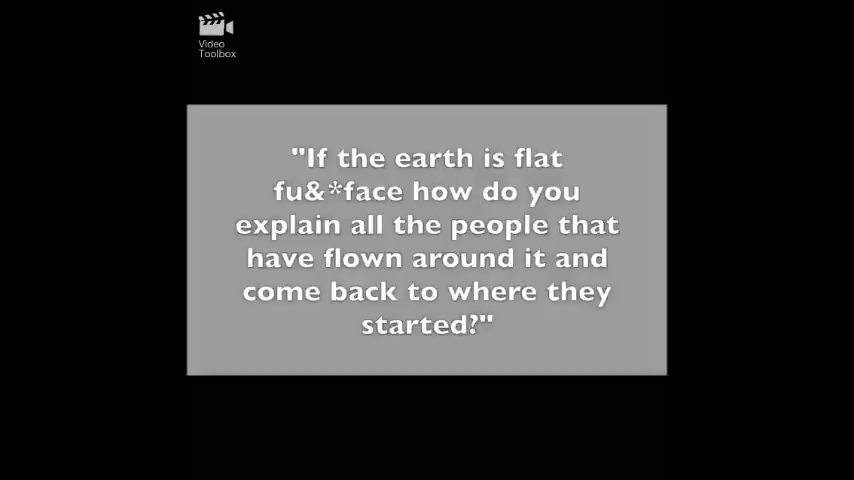 Video
Toolbox
"If the earth is flat
fu&*face how do you
explain all the people that
have flown around it and
come back to where they
started?"